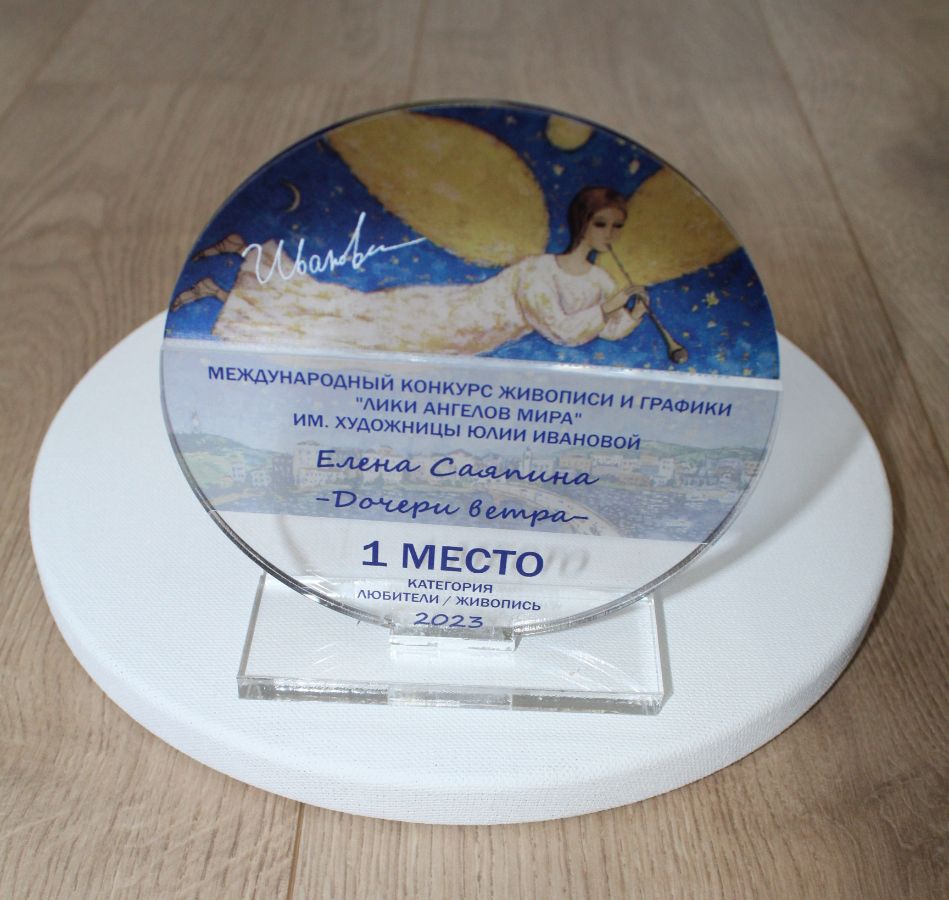 Иванова
МЕЖДУНАРОДНЫЙ КОНКУРС ЖИВОПИСИ И ГРАФИКИ
"ЛИКИ АНГЕЛОВ МИРА"
ИМ. ХУДОЖНИЦЫ ЮЛИИ ИВАНОВОЙ
Елена Саяпина
-Дочери ветра-
1 МЕСТО
КАТЕГОРИЯ
ЛЮБИТЕЛИ / ЖИВОПИСЬ
2023